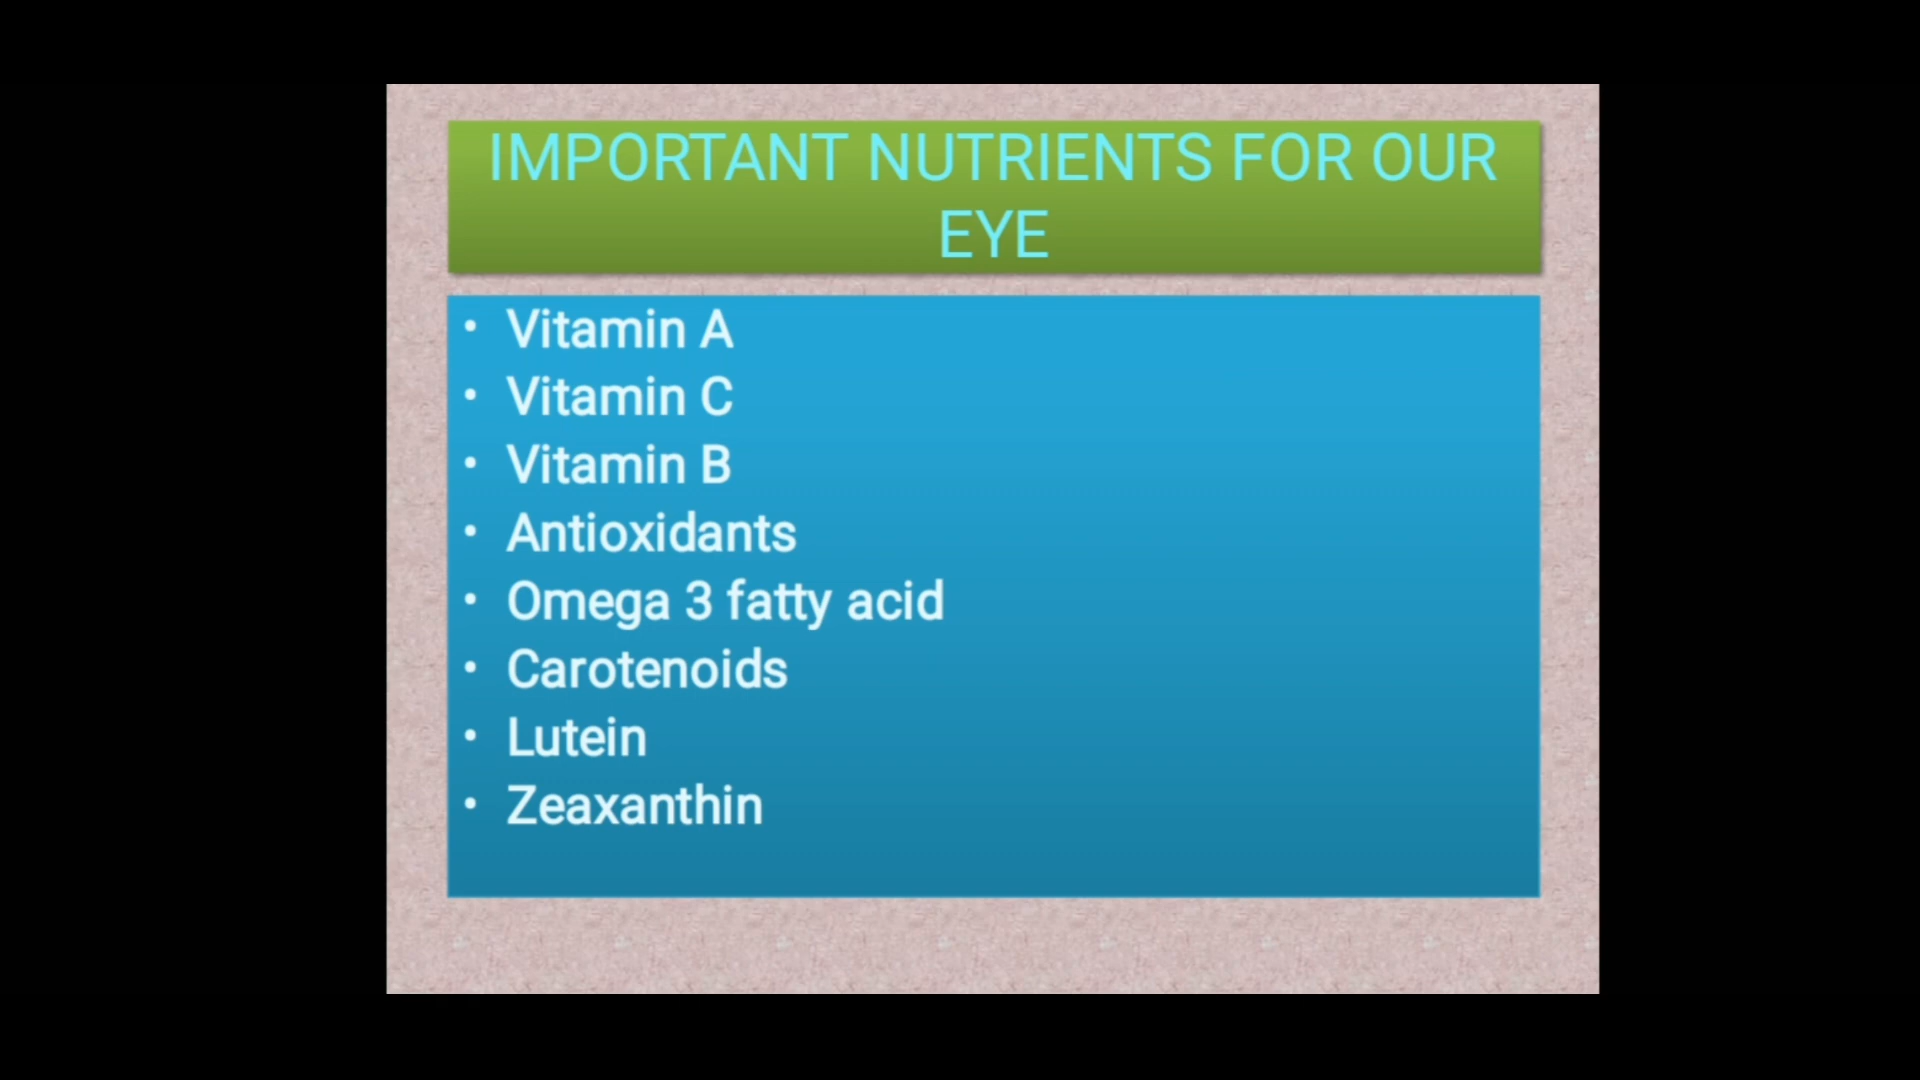 IMPORTANT NUTRIENTS FOR OUR
EYE
• Vitamin A
• Vitamin C
• Vitamin B
• Antioxidants
• Omega 3 fatty acid
• Carotenoids
• Lutein
• Zeaxanthin